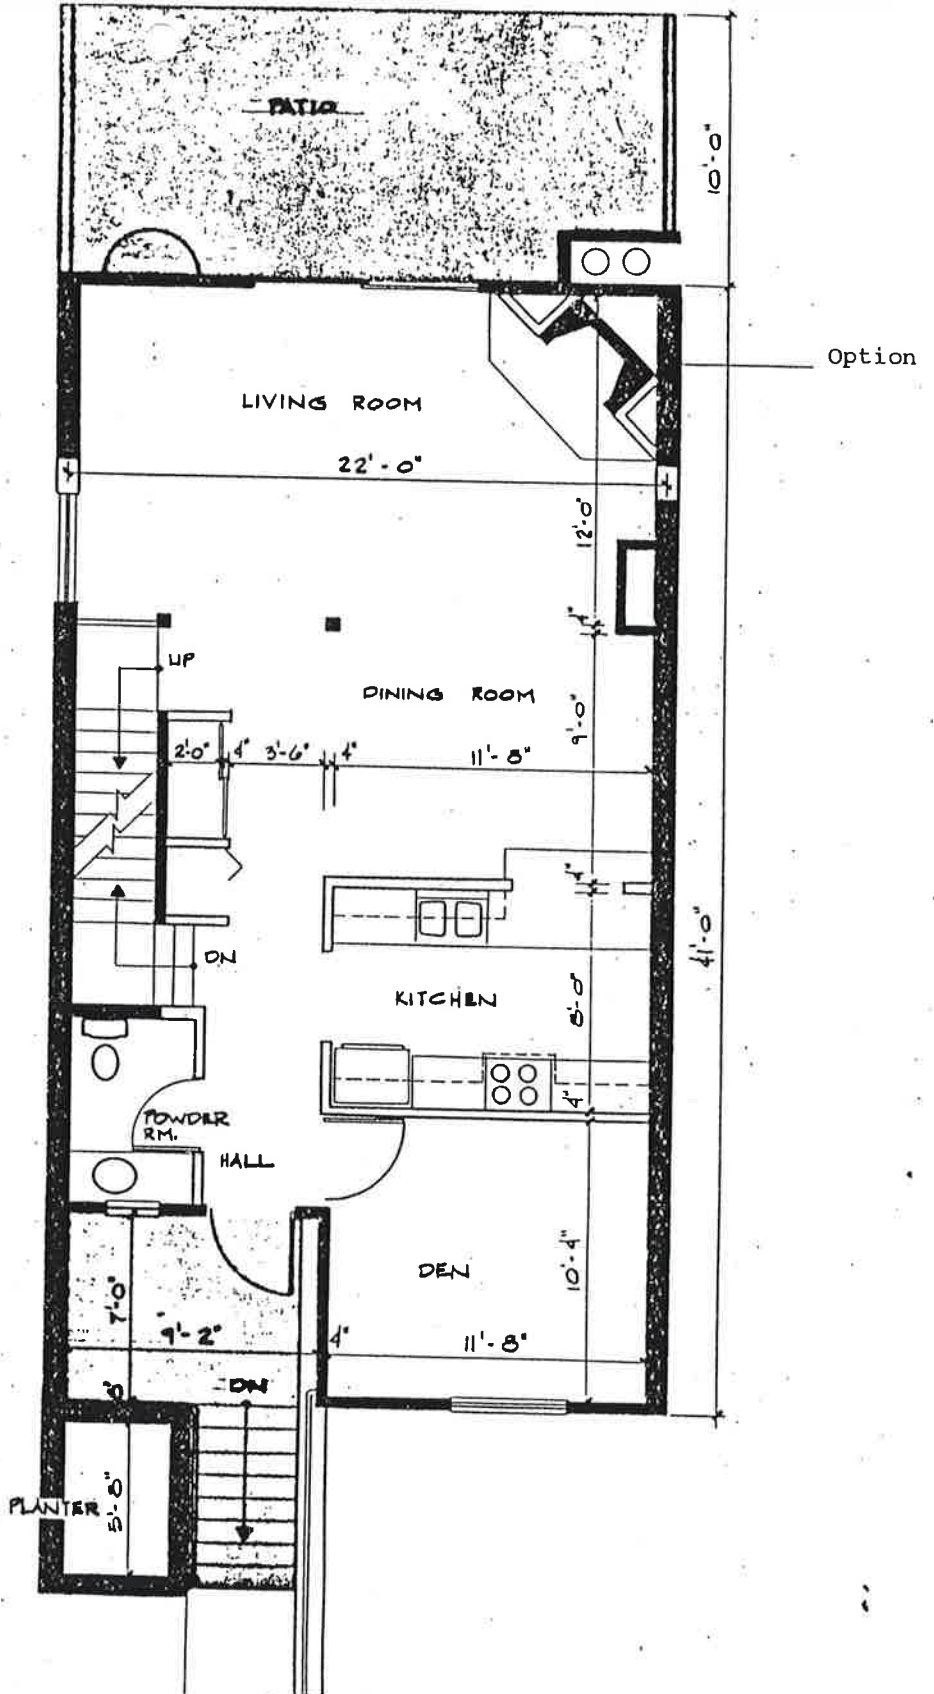 PATIO
10'-0"
Option
LIVING ROOM
22'-0"
12'-0"
4"
UP
DINING ROOM
9'-0"
2'-0" 4" 3'-6" 4" 11'-8"
4"
41'-0"
DN
KITCHEN
8'-0"
4"
POWDER
RM.
HALL
DEN
10'-4"
7'-0"
9'-2" 4" 11'-8"
DN
8"
PLANTER
5'-8"